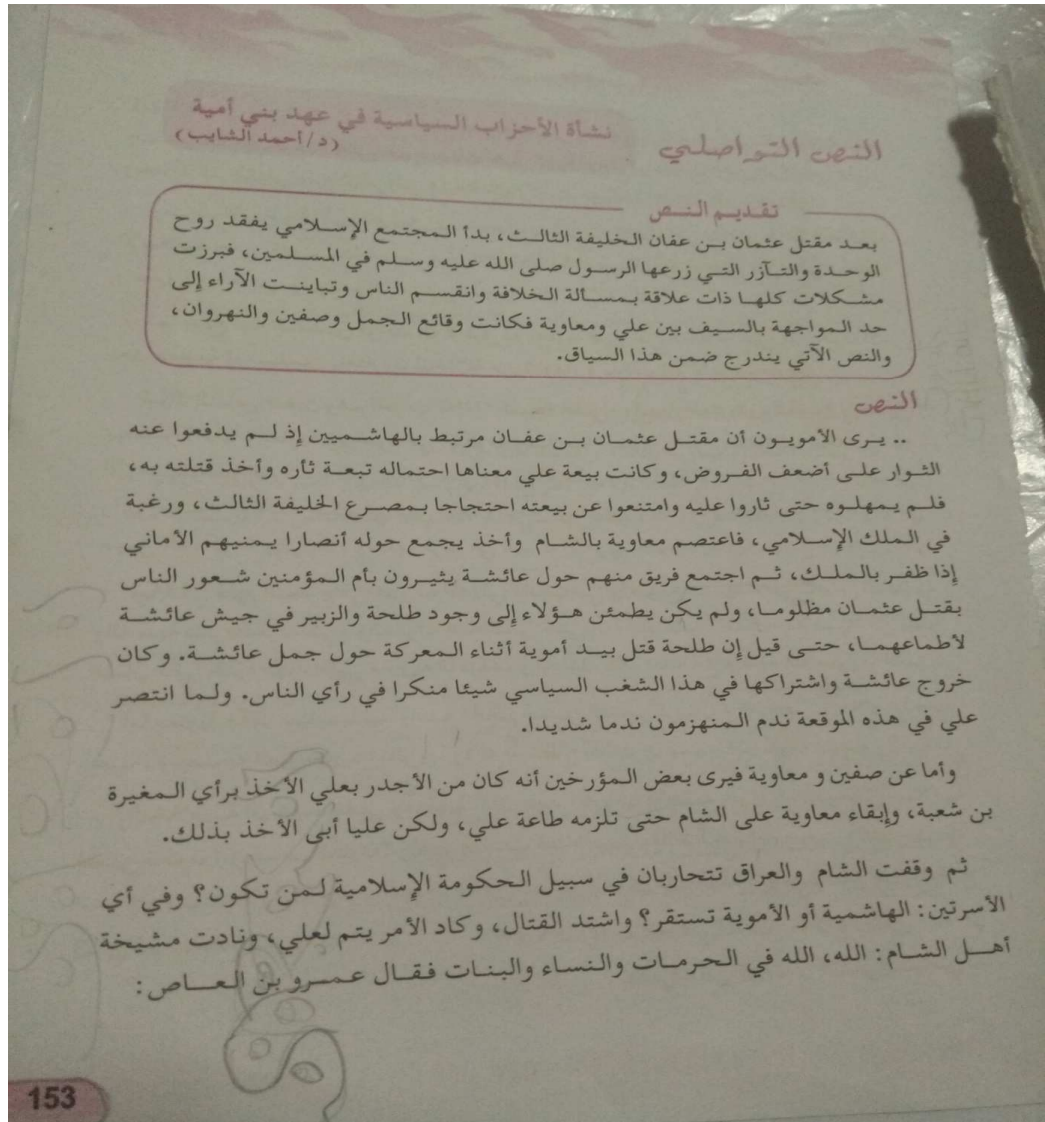 النص التواصلي
نشأة الأحزاب السياسية في عهد بني أمية
(د/أحمد الشايب)
تقديم النص
بعد مقتل عثمان بن عفان الخليفة الثالث، بدأ المجتمع الإسلامي يفقد روح
الوحدة والتآزر التي زرعها الرسول صلى الله عليه وسلم في المسلمين، فبرزت
مشكلات كلها ذات علاقة بمسالة الخلافة وانقسم الناس وتباينت الآراء إلى
حد المواجهة بالسيف بين علي ومعاوية فكانت وقائع الجمل وصفين والنهروان،
والنص الآتي يندرج ضمن هذا السياق.
النص
.. يرى الأمويون أن مقتل عثمان بن عفان مرتبط بالهاشميين إذ لم يدفعوا عنه
الثوار على أضعف الفروض، وكانت بيعة علي معناها احتماله تبعة ثأره وأخذ قتلته به،
فلم يمهلوه حتى ثاروا عليه وامتنعوا عن بيعته احتجاجا بمصرع الخليفة الثالث، ورغبة
في الملك الإسلامي، فاعتصم معاوية بالشام وأخذ يجمع حوله أنصارا يمنيهم الأماني
إذا ظفر بالملك، ثم اجتمع فريق منهم حول عائشة يثيرون بأم المؤمنين شعور الناس
بقتل عثمان مظلوما، ولم يكن يطمئن هؤلاء إلى وجود طلحة والزبير في جيش عائشة
لأطماعهما، حتى قيل إن طلحة قتل بيد أموية أثناء المعركة حول جمل عائشة. وكان
خروج عائشة واشتراكها في هذا الشغب السياسي شيئا منكرا في رأي الناس. ولما انتصر
علي في هذه الموقعة ندم المنهزمون ندما شديدا.
وأما عن صفين و معاوية فيرى بعض المؤرخين أنه كان من الأجدر بعلي الأخذ برأي المغيرة
بن شعبة، وإبقاء معاوية على الشام حتى تلزمه طاعة علي، ولكن عليا أبى الأخذ بذلك.
ثم وقفت الشام والعراق تتحاربان في سبيل الحكومة الإسلامية لمن تكون؟ وفي أي
الأسرتين: الهاشمية أو الأموية تستقر؟ واشتد القتال، وكاد الأمر يتم لعلي، ونادت مشيخة
أهل الشام: الله، الله في الحرمات والنساء والبنات فقال عمرو بن العاص:
153